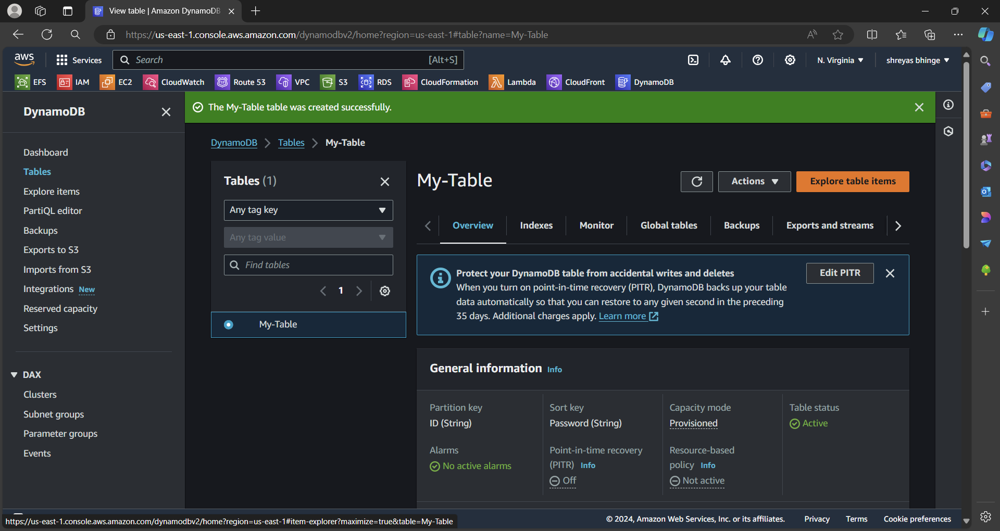 View table | Amazon DynamoDB
https://us-east-1.console.aws.amazon.com/dynamodbv2/home?region=us-east-1#table?name=My-Table
aws
Services
Search
[Alt+S]
N. Virginia
shreyas bhinge
EFS
IAM
EC2
CloudWatch
Route 53
VPC
S3
RDS
CloudFormation
Lambda
CloudFront
DynamoDB
DynamoDB
Dashboard
Tables
Explore items
PartiQL editor
Backups
Exports to S3
Imports from S3
Integrations New
Reserved capacity
Settings
DAX
Clusters
Subnet groups
Parameter groups
Events
The My-Table table was created successfully.
DynamoDB
Tables
My-Table
Tables (1)
Any tag key
Any tag value
Find tables
1
My-Table
My-Table
Actions
Explore table items
Overview
Indexes
Monitor
Global tables
Backups
Exports and streams
Protect your DynamoDB table from accidental writes and deletes
When you turn on point-in-time recovery (PITR), DynamoDB backs up your table
data automatically so that you can restore to any given second in the preceding
35 days. Additional charges apply. Learn more
Edit PITR
General information Info
Partition key
ID (String)
Sort key
Password (String)
Capacity mode
Provisioned
Table status
Active
Alarms
No active alarms
Point-in-time recovery
(PITR) Info
Off
Resource-based
policy Info
Not active
https://us-east-1.console.aws.amazon.com/dynamodbv2/home?region=us-east-1#item-explorer?maximize=true&table=My-Table
© 2024, Amazon Web Services, Inc. or its affiliates.
Privacy
Terms
Cookie preferences